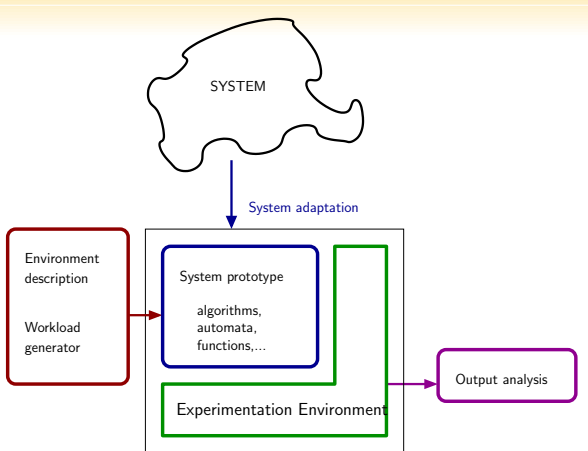 SYSTEM
System adaptation
Environment
description
Workload
generator
System prototype
algorithms,
automata,
functions,...
Experimentation Environment
Output analysis